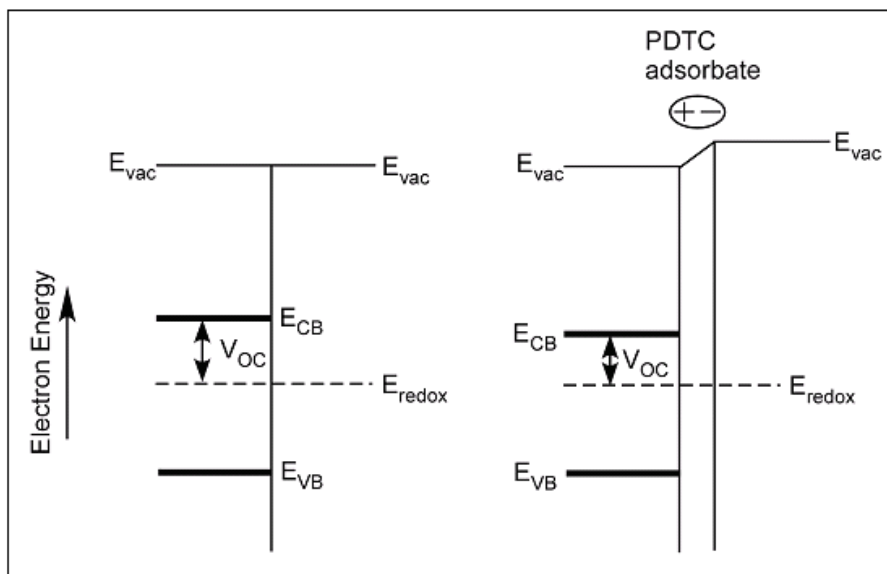 PDTC
adsorbate
+ −
E_vac
E_vac
E_vac
E_vac
Electron Energy
E_CB
V_OC
E_redox
E_VB
E_CB
V_OC
E_redox
E_VB